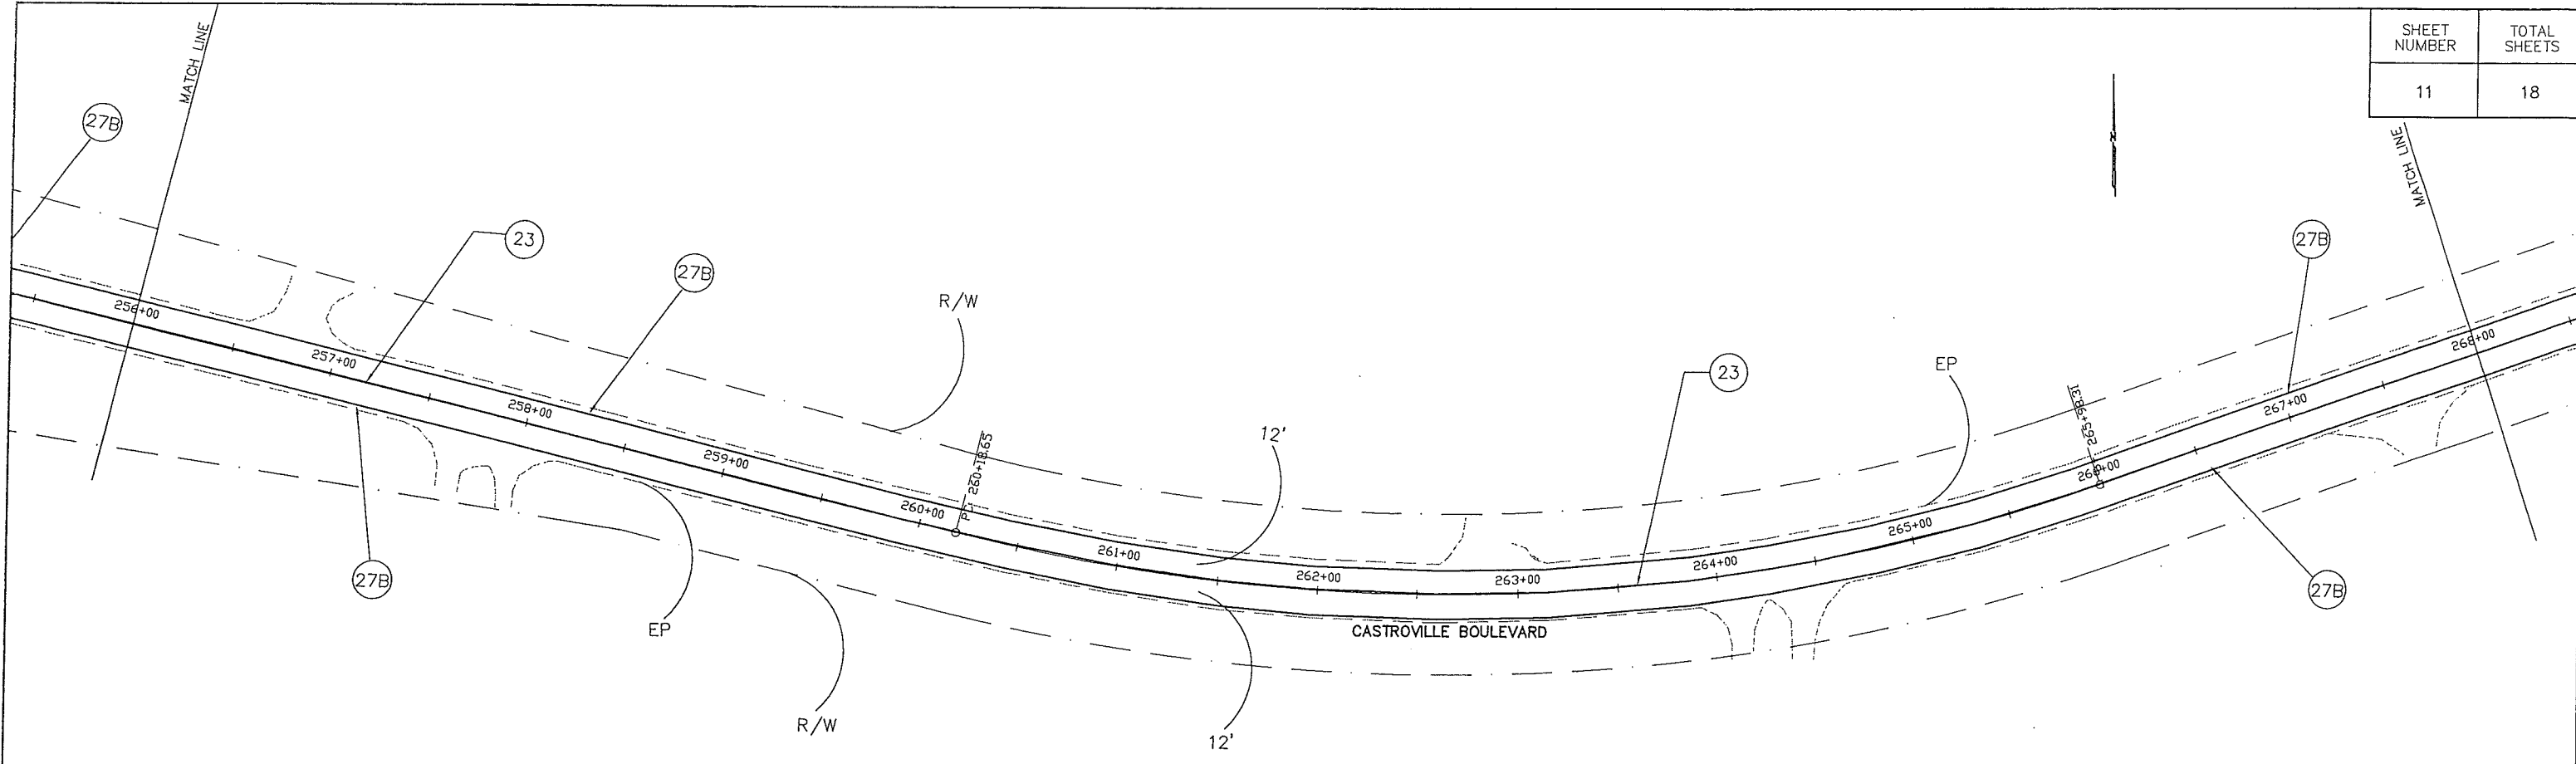 SHEET NUMBER
TOTAL SHEETS
11
18
MATCH LINE
MATCH LINE
27B
23
27B
27B
R/W
EP
23
12'
256+00
257+00
258+00
259+00
260+00
260+18.65
261+00
262+00
263+00
264+00
265+00
265+98.31
266+00
267+00
268+00
27B
27B
EP
CASTROVILLE BOULEVARD
R/W
12'
N